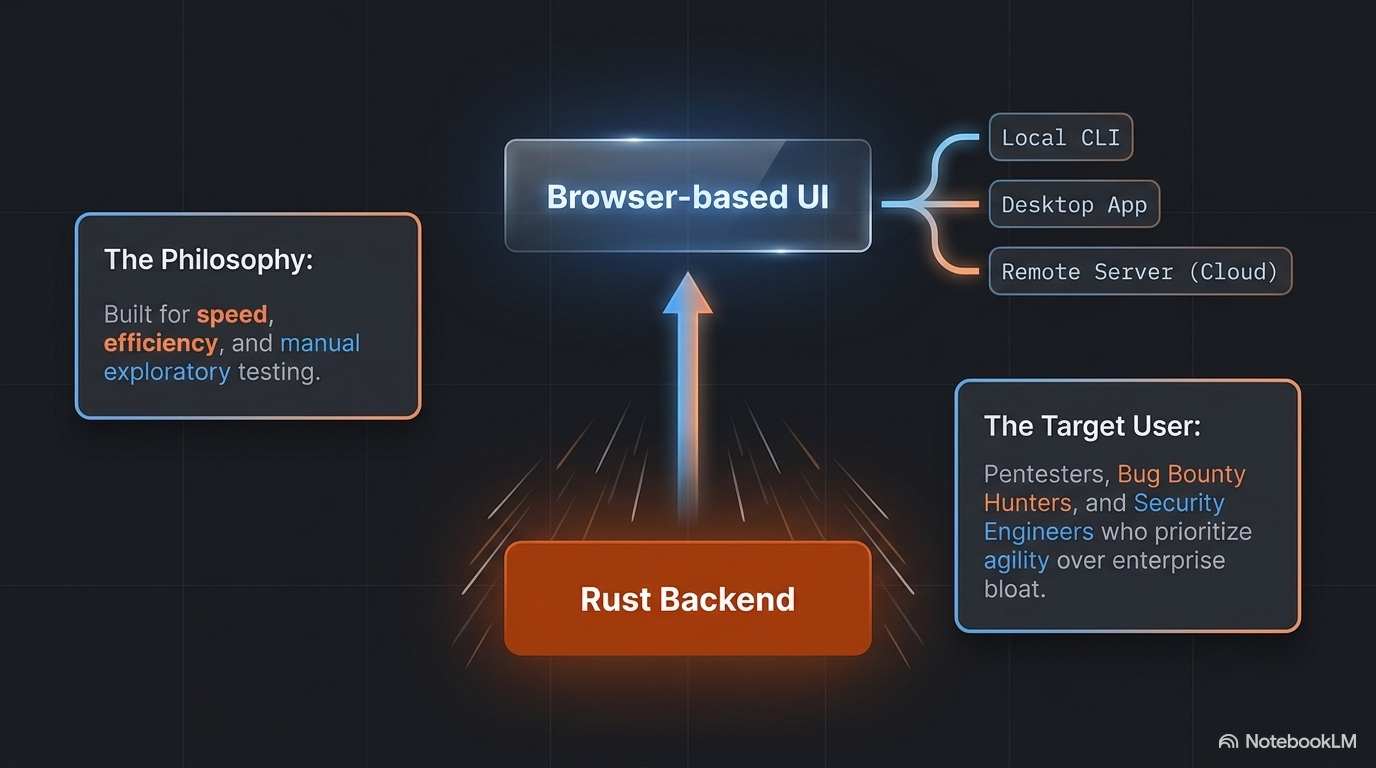 Browser-based UI
Local CLI
Desktop App
Remote Server (Cloud)
The Philosophy:
Built for speed,
efficiency, and manual
exploratory testing.
The Target User:
Pentesters, Bug Bounty
Hunters, and Security
Engineers who prioritize
agility over enterprise
bloat.
Rust Backend
NotebookLM